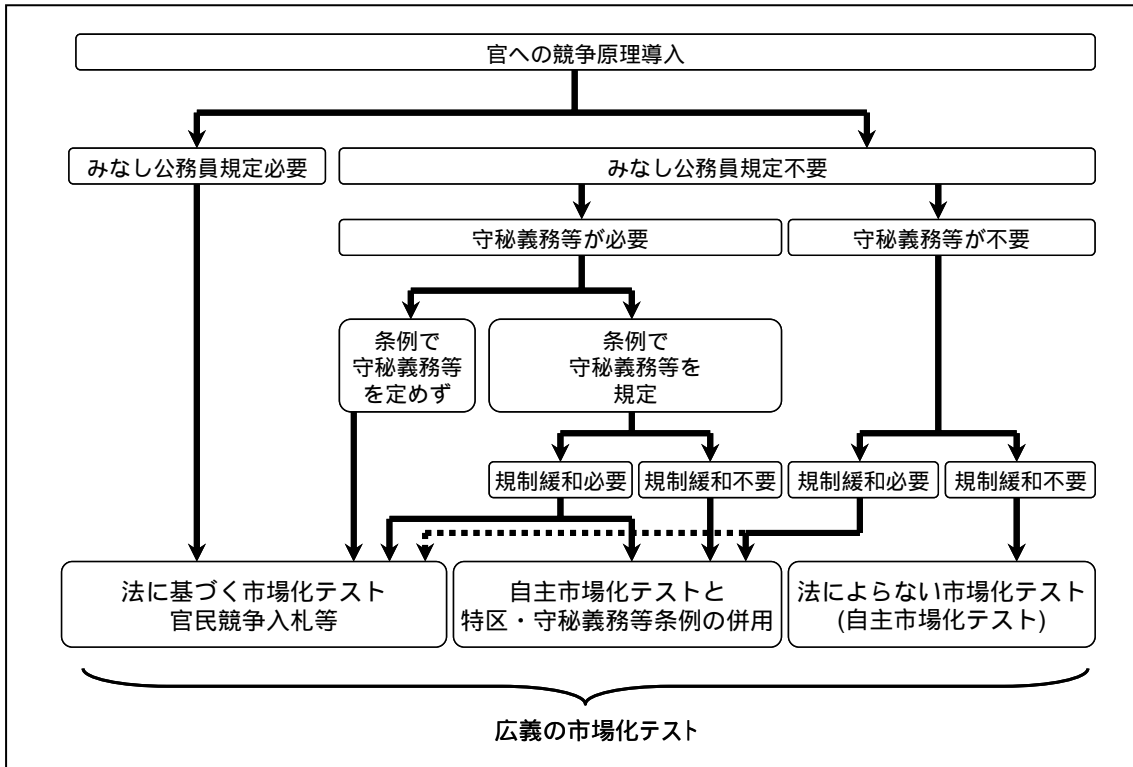 官への競争原理導入
みなし公務員規定必要
みなし公務員規定不要
守秘義務等が必要
守秘義務等が不要
条例で
守秘義務等
を定めず
条例で
守秘義務等を
規定
規制緩和必要
規制緩和不要
規制緩和必要
規制緩和不要
法に基づく市場化テスト
官民競争入札等
自主市場化テストと
特区・守秘義務等条例の併用
法によらない市場化テスト
(自主市場化テスト)
広義の市場化テスト